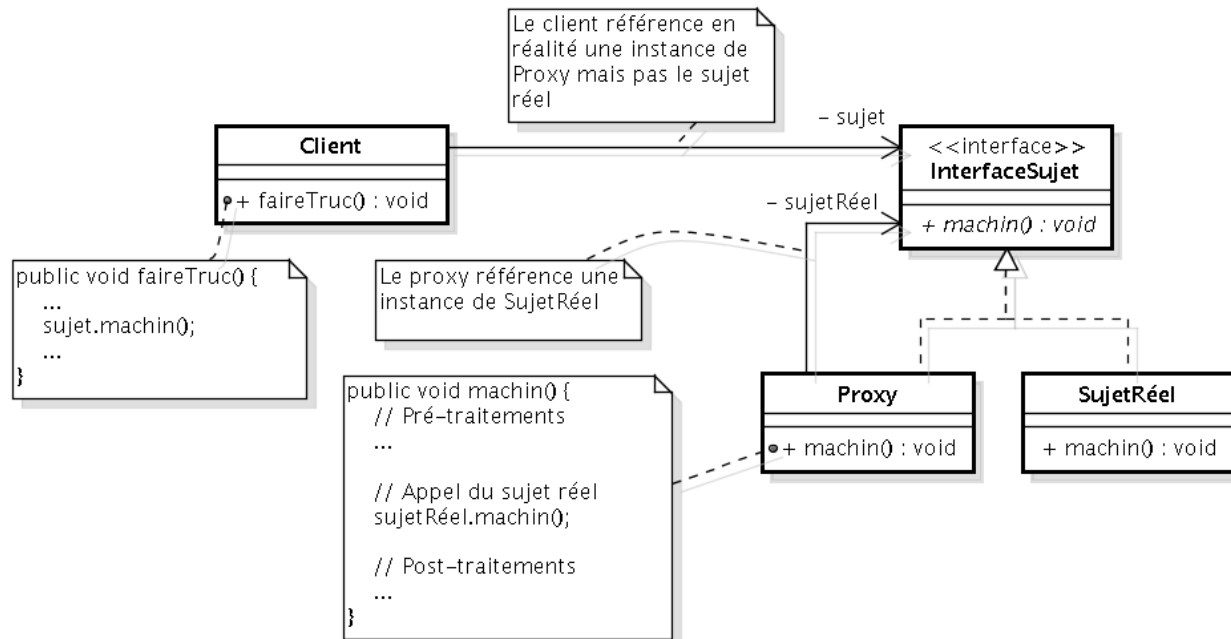 Le client référence en
réalité une instance de
Proxy mais pas le sujet
réel
- sujet
Client
+ faireTruc() : void
<<interface>>
InterfaceSujet
+ machin() : void
- sujetRéel
public void faireTruc() {
...
sujet.machin();
...
}
Le proxy référence une
instance de SujetRéel
public void machin() {
// Pré-traitements
...
// Appel du sujet réel
sujetRéel.machin();
// Post-traitements
...
}
Proxy
+ machin() : void
SujetRéel
+ machin() : void